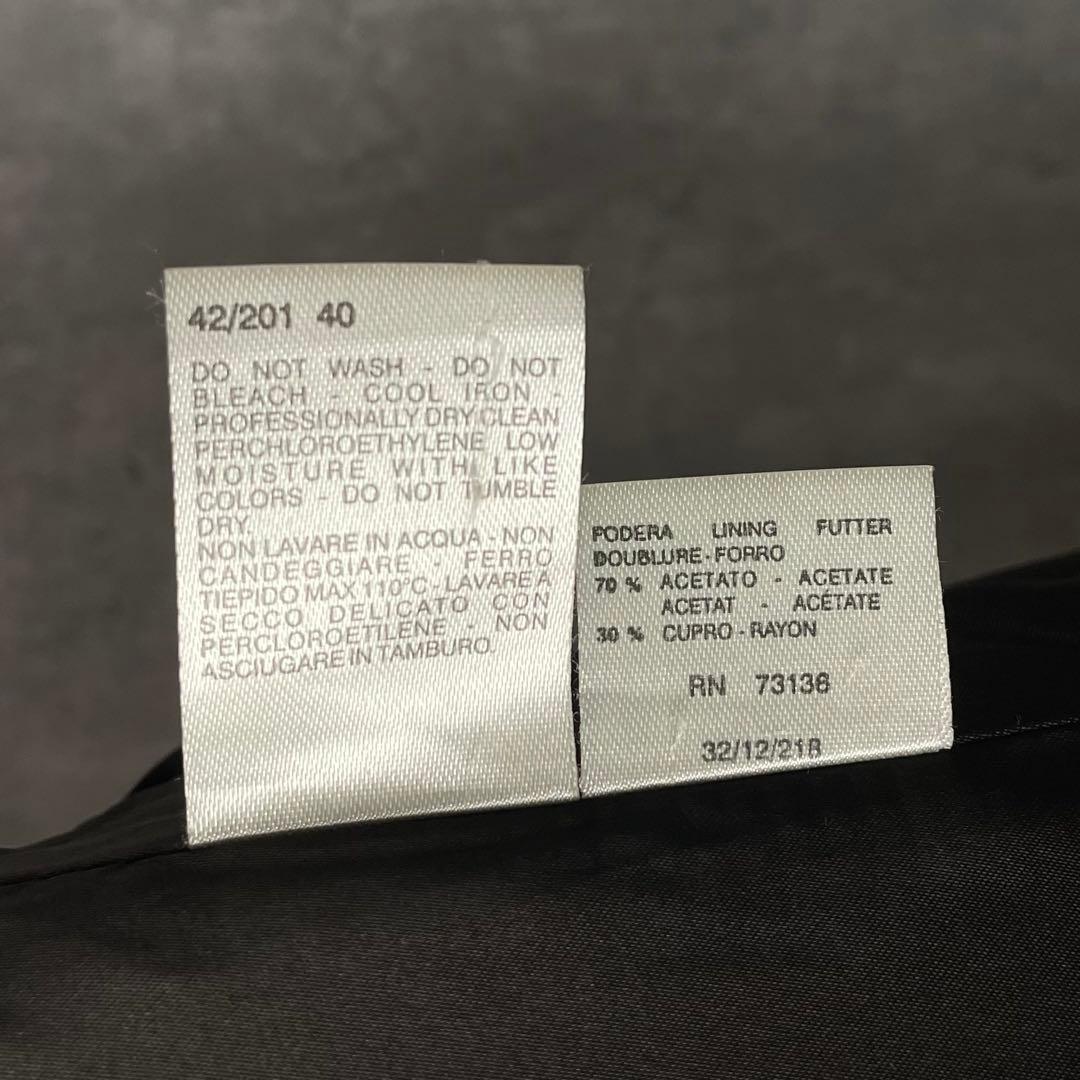 42/201 40
DO NOT WASH - DO NOT
BLEACH - COOL IRON -
PROFESSIONALLY DRY CLEAN
PERCHLOROETHYLENE LOW
MOISTURE WITH LIKE
COLORS - DO NOT TUMBLE
DRY
NON LAVARE IN ACQUA - NON
CANDEGGIARE - FERRO
TIEPIDO MAX 110°C - LAVARE A
SECCO DELICATO CON
PERCLOROETILENE - NON
ASCIUGARE IN TAMBURO.
FODERA LINING FUTTER
DOUBLURE - FORRO
70 % ACETATO - ACETATE
ACETAT - ACÉTATE
30 % CUPRO - RAYON
RN 73136
32/12/21R